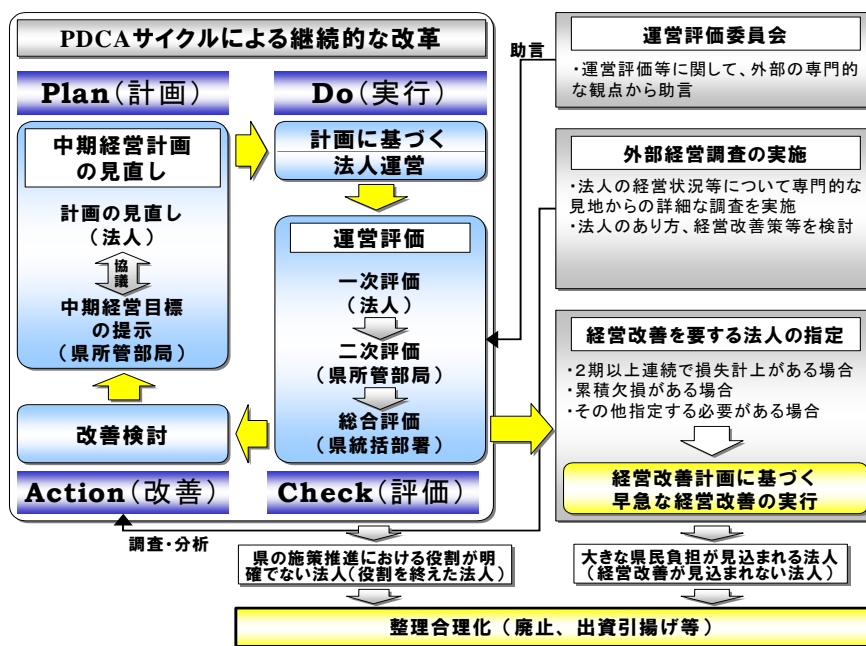 PDCAサイクルによる継続的な改革
Plan(計画)
Do(実行)
中期経営計画
の見直し
計画の見直し
(法人)
協
議
中期経営目標
の提示
(県所管部局)
改善検討
Action(改善)
計画に基づく
法人運営
運営評価
一次評価
(法人)
二次評価
(県所管部局)
総合評価
(県統括部署)
Check(評価)
助言
調査・分析
運営評価委員会
・運営評価等に関して、外部の専門的
な観点から助言
外部経営調査の実施
・法人の経営状況等について専門的な
見地からの詳細な調査を実施
・法人のあり方、経営改善策等を検討
経営改善を要する法人の指定
・2期以上連続で損失計上がある場合
・累積欠損がある場合
・その他指定する必要がある場合
経営改善計画に基づく
早急な経営改善の実行
県の施策推進における役割が明
確でない法人(役割を終えた法人)
大きな県民負担が見込まれる法人
(経営改善が見込まれない法人)
整理合理化(廃止、出資引揚げ等)